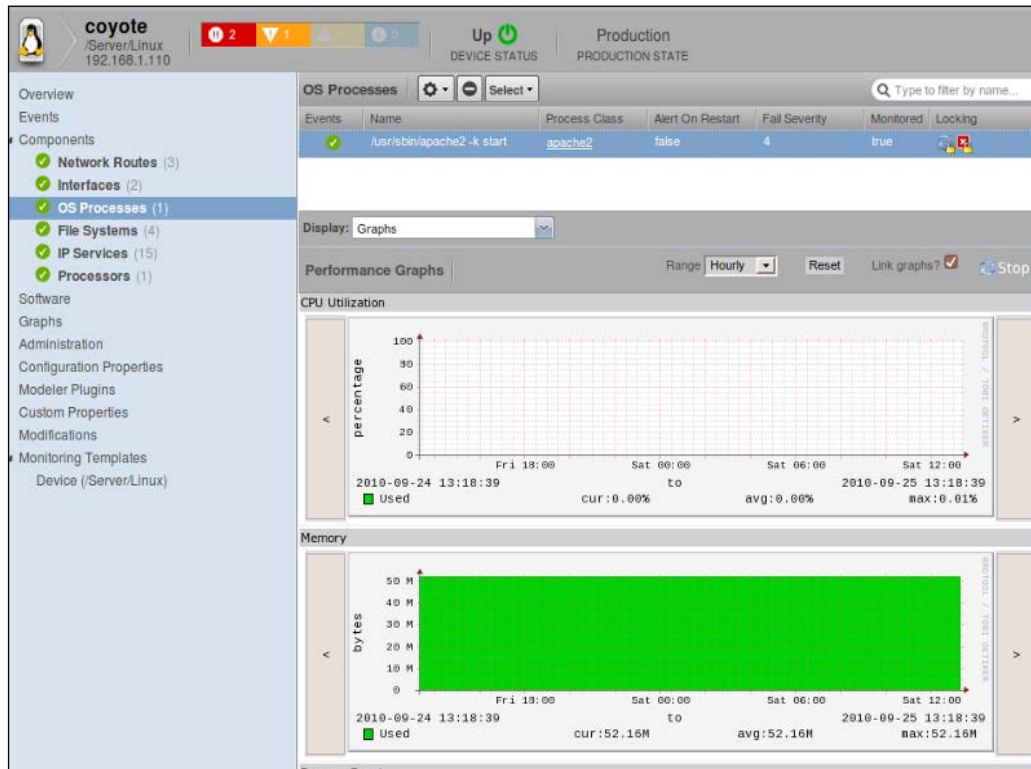 coyote
/Server/Linux
192.168.1.110
2
1
0
Up
DEVICE STATUS
Production
PRODUCTION STATE
Overview
Events
Components
Network Routes (3)
Interfaces (2)
OS Processes (1)
File Systems (4)
IP Services (15)
Processors (1)
Software
Graphs
Administration
Configuration Properties
Modeler Plugins
Custom Properties
Modifications
Monitoring Templates
Device (/Server/Linux)
OS Processes
Select
Type to filter by name...
Events Name Process Class Alert On Restart Fail Severity Monitored Locking
/usr/sbin/apache2 -k start apache2 false 4 true
Display: Graphs
Performance Graphs
Range Hourly
Reset
Link graphs?
Stop
CPU Utilization
<
>
percentage
100
80
60
40
20
0
Fri 18:00 Sat 00:00 Sat 06:00 Sat 12:00
2010-09-24 13:18:39 to 2010-09-25 13:18:39
Used cur:0.00% avg:0.00% max:0.01%
RRDTOOL / TOBI OETIKER
Memory
<
>
bytes
50 M
40 M
30 M
20 M
10 M
0
Fri 18:00 Sat 00:00 Sat 06:00 Sat 12:00
2010-09-24 13:18:39 to 2010-09-25 13:18:39
Used cur:52.16M avg:52.16M max:52.16M
RRDTOOL / TOBI OETIKER